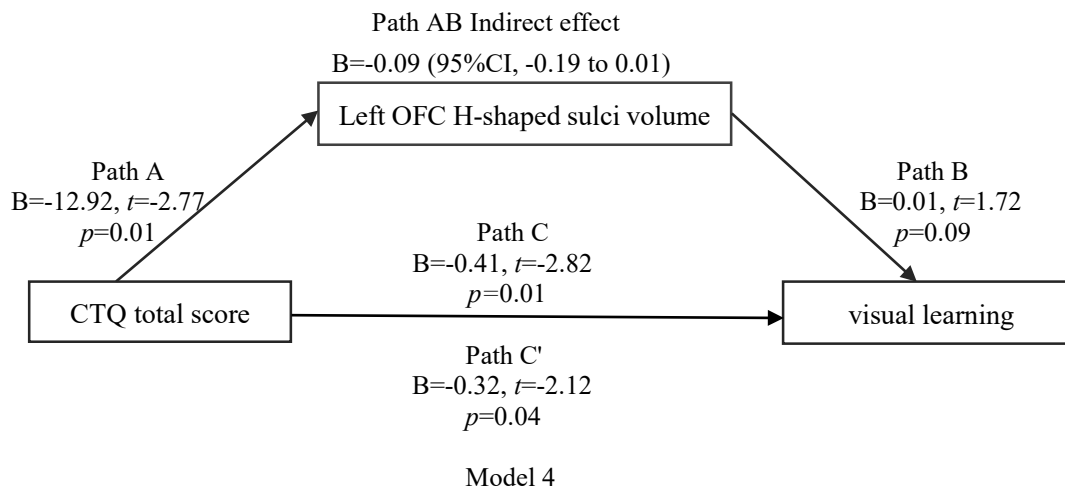 Path AB Indirect effect
B=-0.09 (95%CI, -0.19 to 0.01)
Left OFC H-shaped sulci volume
Path A
B=-12.92, t=-2.77
p=0.01
Path B
B=0.01, t=1.72
p=0.09
Path C
B=-0.41, t=-2.82
p=0.01
CTQ total score
visual learning
Path C'
B=-0.32, t=-2.12
p=0.04
Model 4